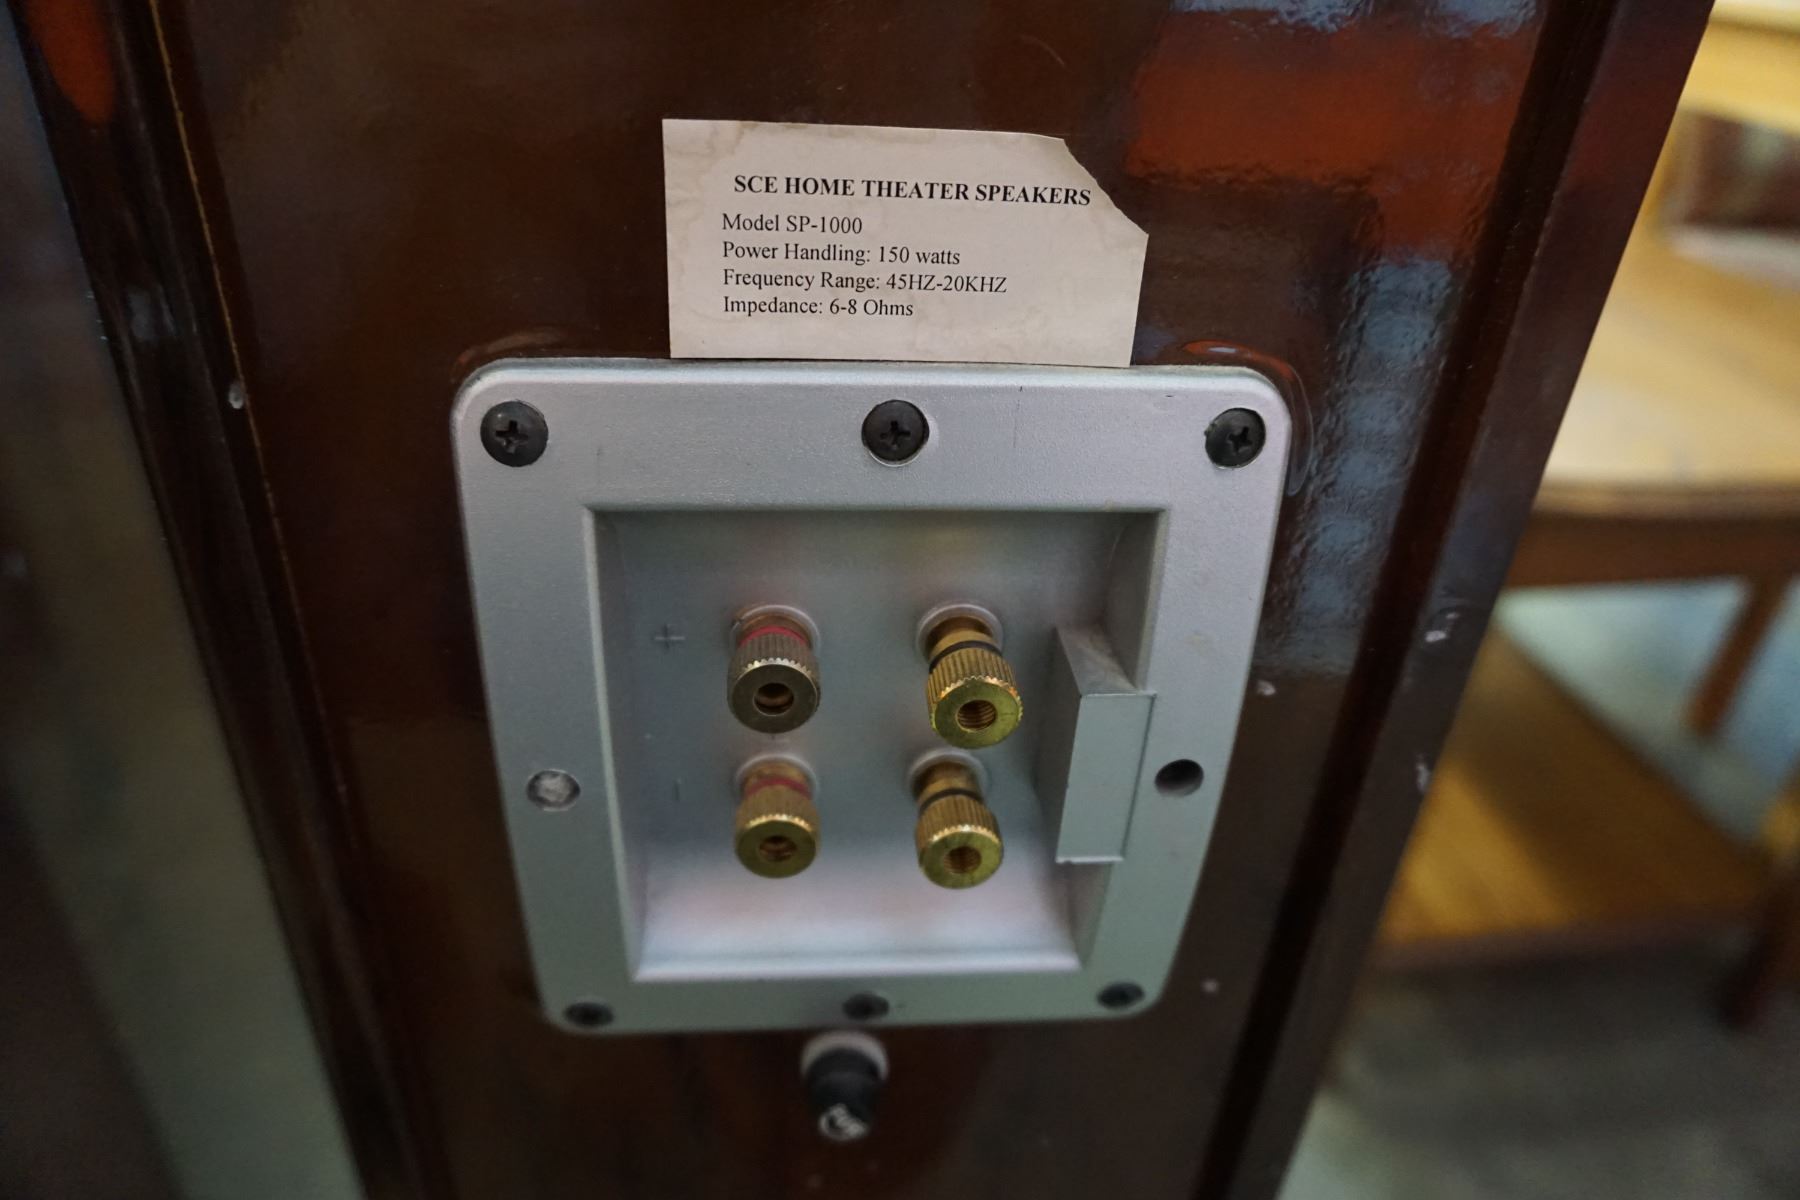 SCE HOME THEATER SPEAKERS
Model SP-1000
Power Handling: 150 watts
Frequency Range: 45HZ-20KHZ
Impedance: 6-8 Ohms
+
-